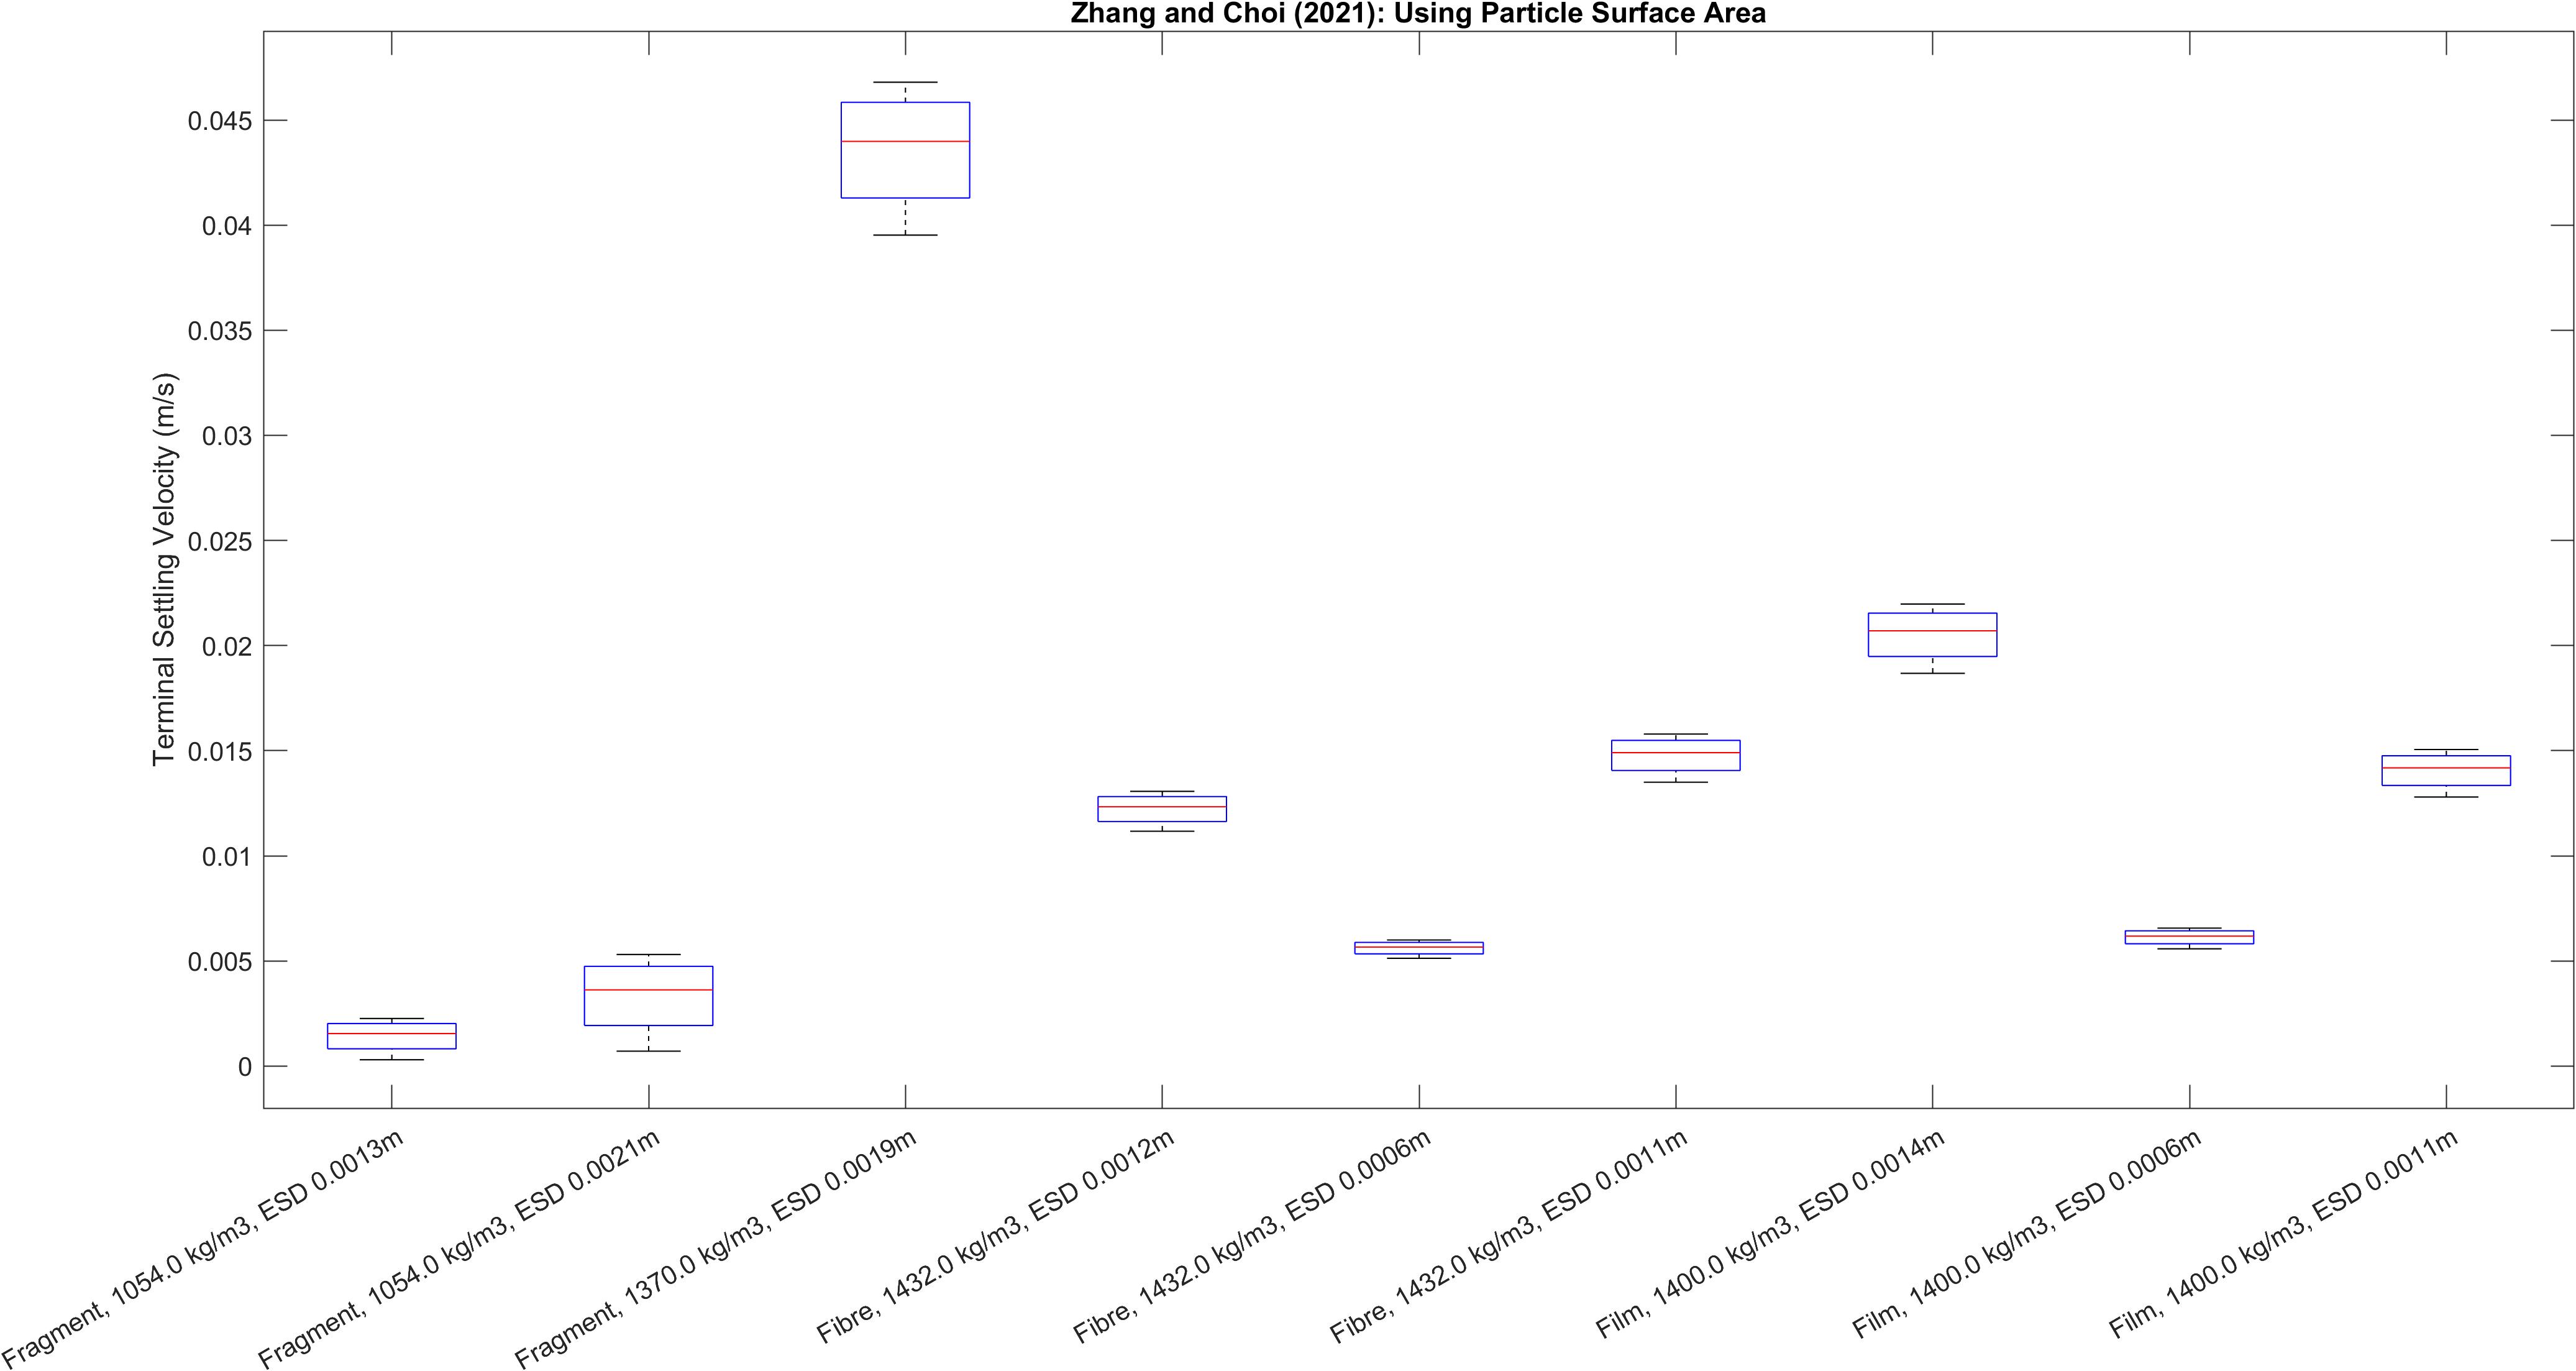 Zhang and Choi (2021): Using Particle Surface Area
Terminal Settling Velocity (m/s)
0.045
0.04
0.035
0.03
0.025
0.02
0.015
0.01
0.005
0
Fragment, 1054.0 kg/m3, ESD 0.0013m
Fragment, 1054.0 kg/m3, ESD 0.0021m
Fragment, 1370.0 kg/m3, ESD 0.0019m
Fibre, 1432.0 kg/m3, ESD 0.0012m
Fibre, 1432.0 kg/m3, ESD 0.0006m
Fibre, 1432.0 kg/m3, ESD 0.0011m
Film, 1400.0 kg/m3, ESD 0.0014m
Film, 1400.0 kg/m3, ESD 0.0006m
Film, 1400.0 kg/m3, ESD 0.0011m